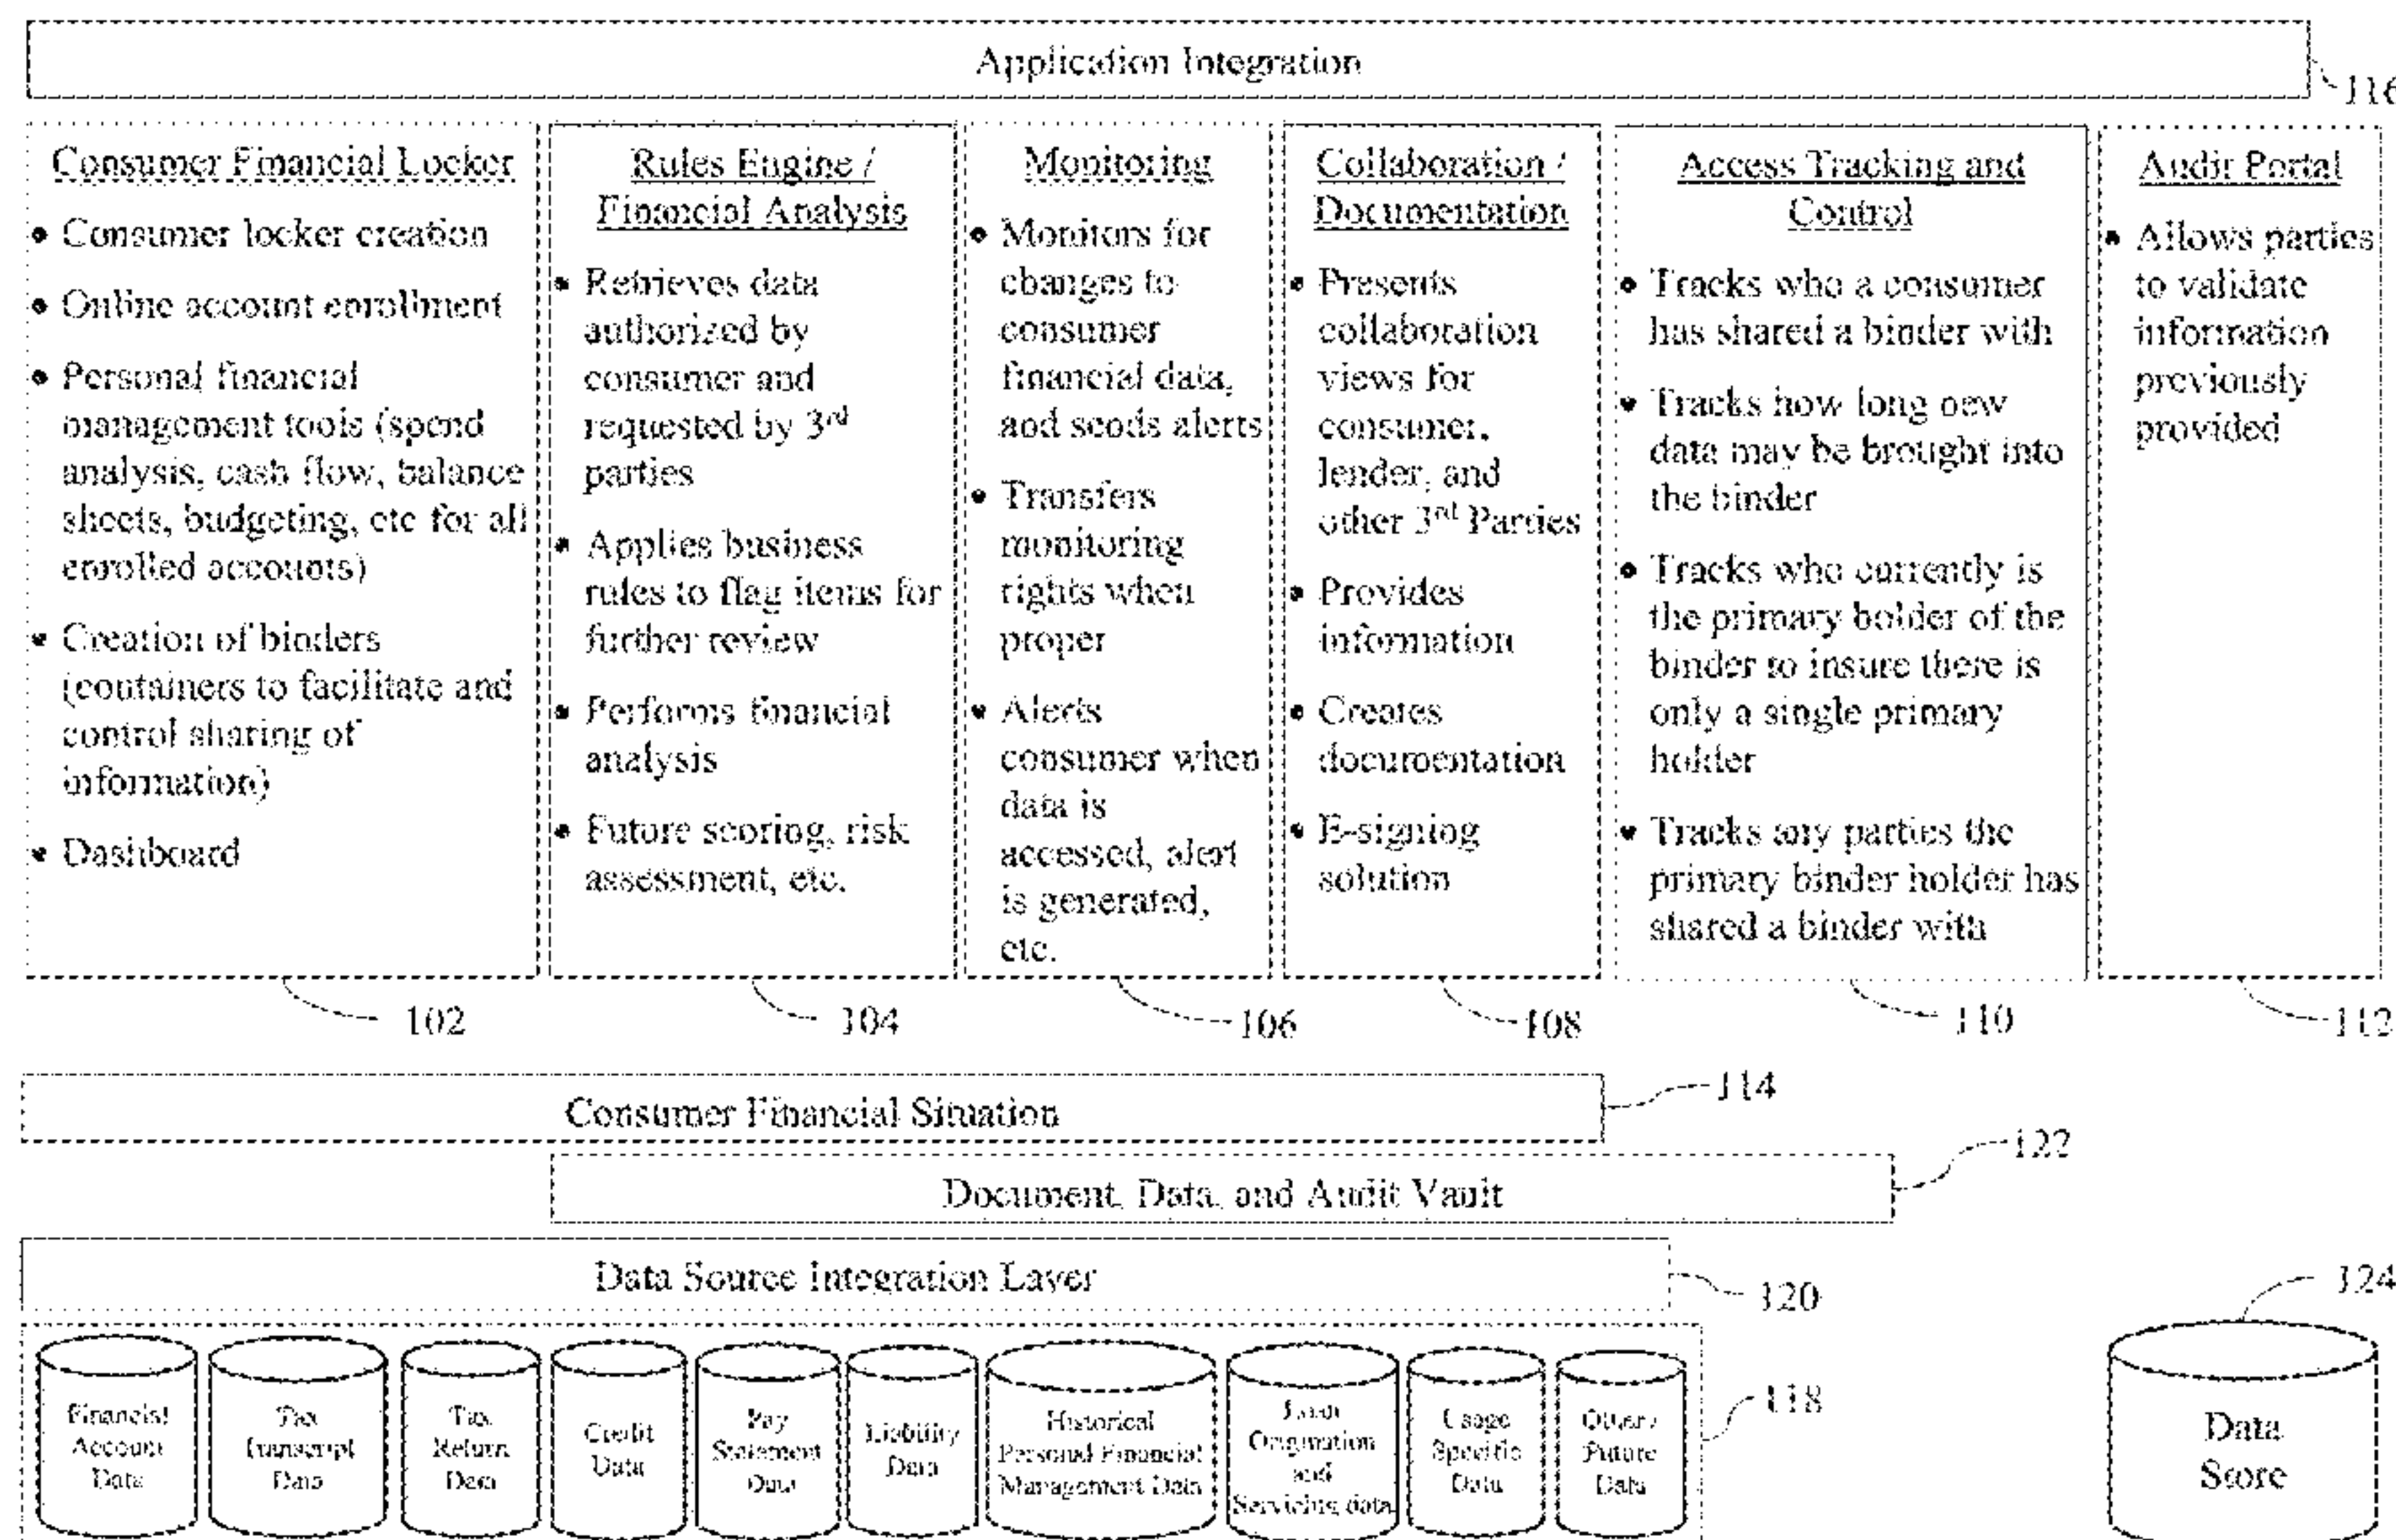 Application Integration
116
Consumer Financial Locker
• Consumer locker creation
• Online account enrollment
• Personal financial
management tools (spend
analysis, cash flow, balance
sheets, budgeting, etc for all
enrolled accounts)
• Creation of binders
(containers to facilitate and
control sharing of
information)
• Dashboard
102
Rules Engine /
Financial Analysis
• Retrieves data
authorized by
consumer and
requested by 3rd
parties
• Applies business
rules to flag items for
further review
• Performs financial
analysis
• Future scoring, risk
assessment, etc.
104
Monitoring
• Monitors for
changes to
consumer
financial data,
and sends alerts
• Transfers
monitoring
rights when
proper
• Alerts
consumer when
data is
accessed, alert
is generated,
etc.
106
Collaboration /
Documentation
• Presents
collaboration
views for
consumer,
lender, and
other 3rd Parties
• Provides
information
• Creates
documentation
• E-signing
solution
108
Access Tracking and
Control
• Tracks who a consumer
has shared a binder with
• Tracks how long new
data may be brought into
the binder
• Tracks who currently is
the primary holder of the
binder to insure there is
only a single primary
holder
• Tracks any parties the
primary binder holder has
shared a binder with
110
Audit Portal
• Allows parties
to validate
information
previously
provided
112
Consumer Financial Situation
114
Document, Data, and Audit Vault
122
Data Source Integration Layer
120
Financial
Account
Data
Tax
Transcript
Data
Tax
Return
Data
Credit
Data
Pay
Statement
Data
Liability
Data
Historical
Personal Financial
Management Data
Loan
Origination
and
Servicing data
Usage
Specific
Data
Other /
Future
Data
118
124
Data
Store